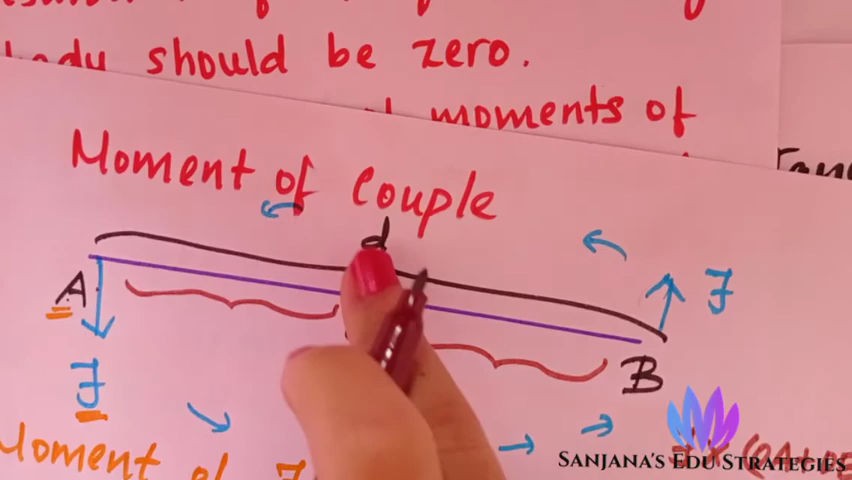 body should be zero.
moments of
Moment of Couple
d
A
F
B
F
Moment of F
SANJANA'S EDU STRATEGIES